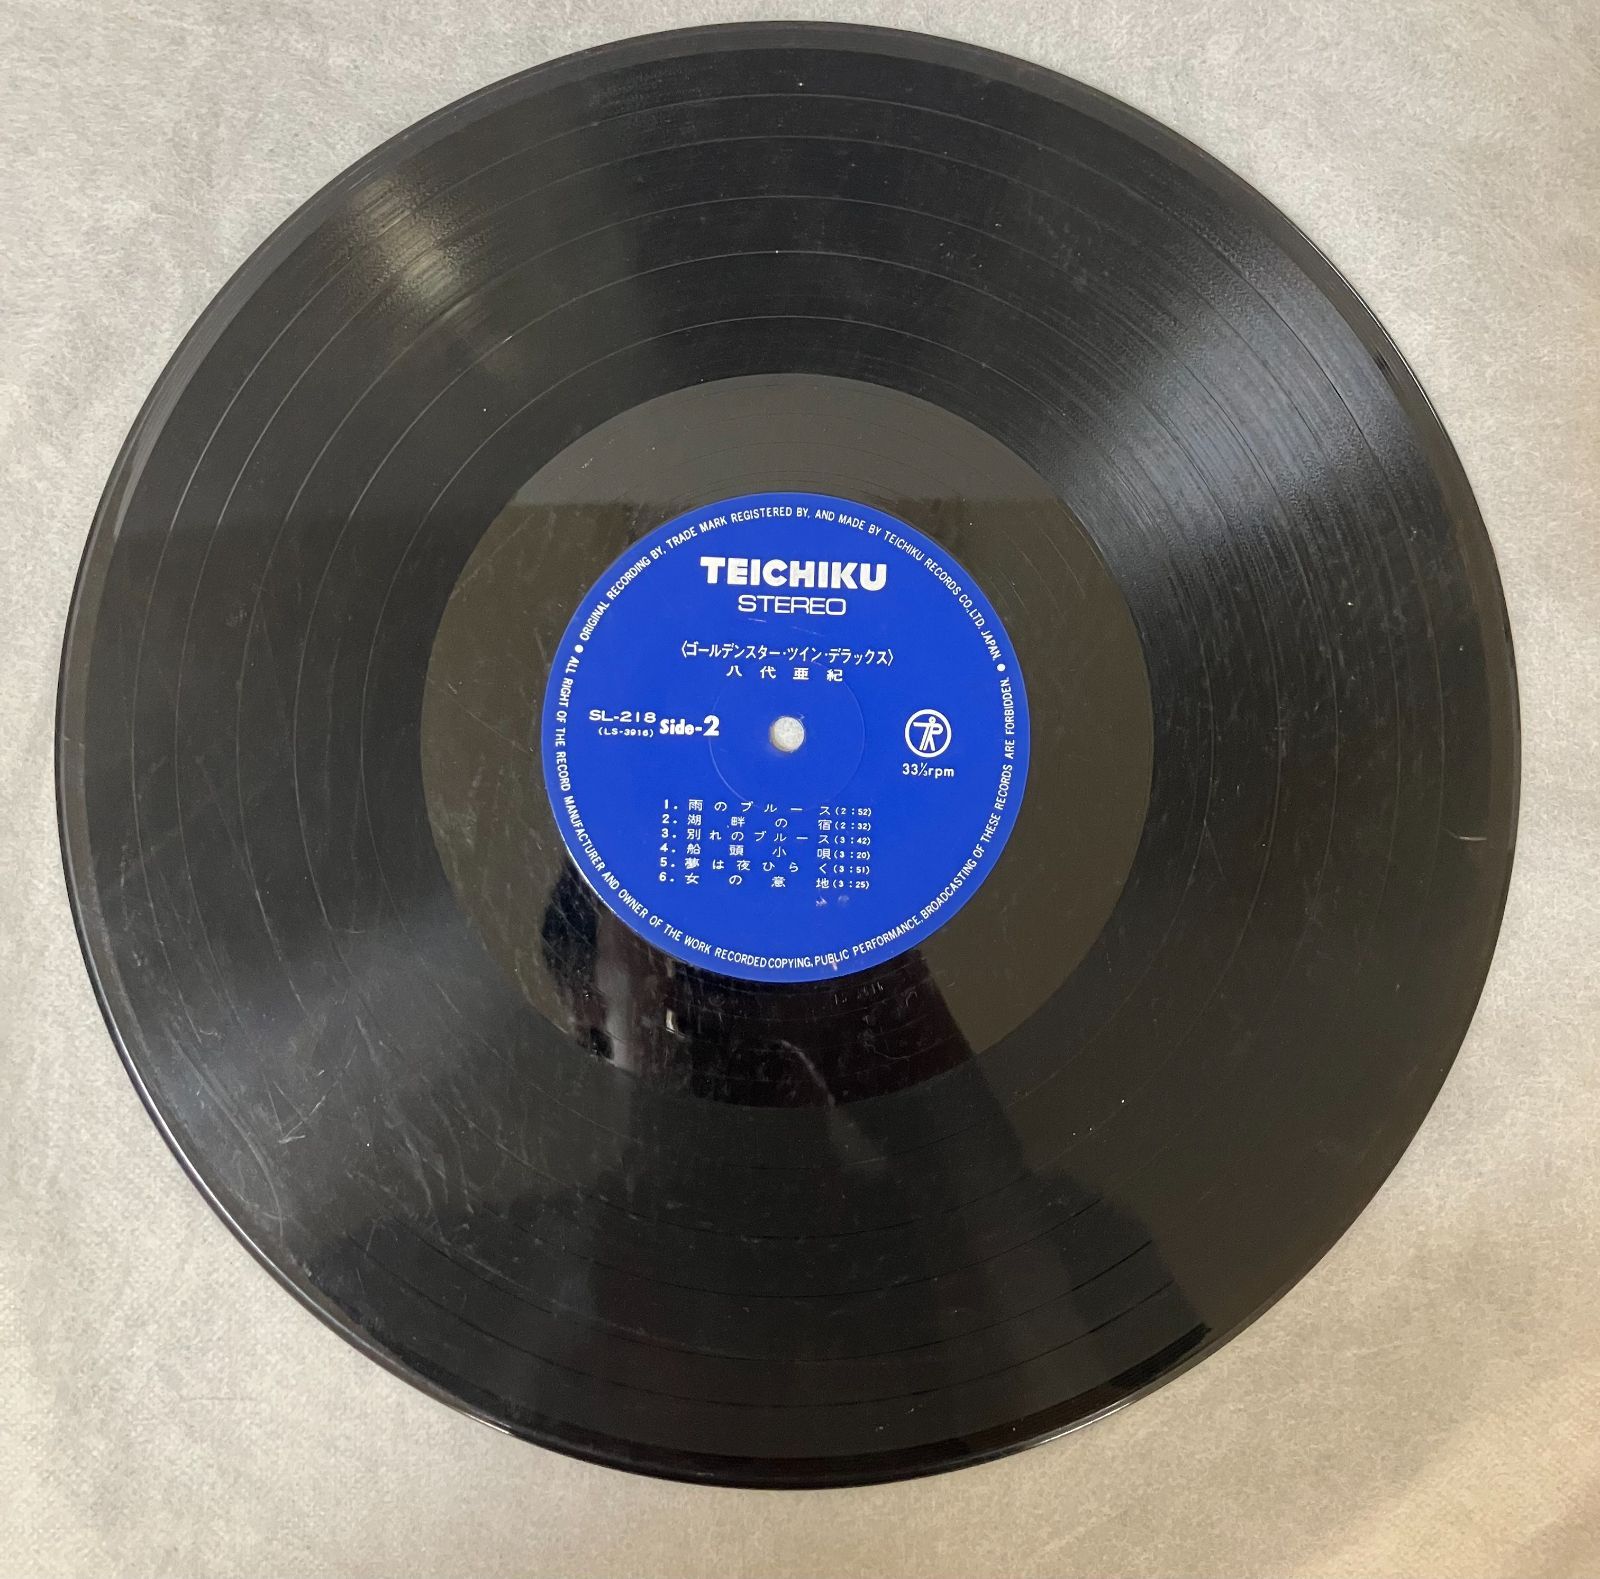 ● ORIGINAL RECORDING BY, TRADE MARK REGISTERED BY, AND MADE BY TEICHIKU RECORDS CO.,LTD. JAPAN.
● ALL RIGHT OF THE RECORD MANUFACTURER AND OWNER OF THE WORK RECORDED COPYING, PUBLIC PERFORMANCE, BROADCASTING OF THESE RECORDS ARE FORBIDDEN.
TEICHIKU
STEREO
〈ゴールデンスター・ツイン・デラックス〉
八代亜紀
SL-218 Side-2
(LS-3916)
33⅓rpm
1. 雨のブルース (2:52)
2. 湖畔の宿 (2:32)
3. 別れのブルース (3:42)
4. 船頭小唄 (3:20)
5. 夢は夜ひらく (3:51)
6. 女の意地 (3:25)